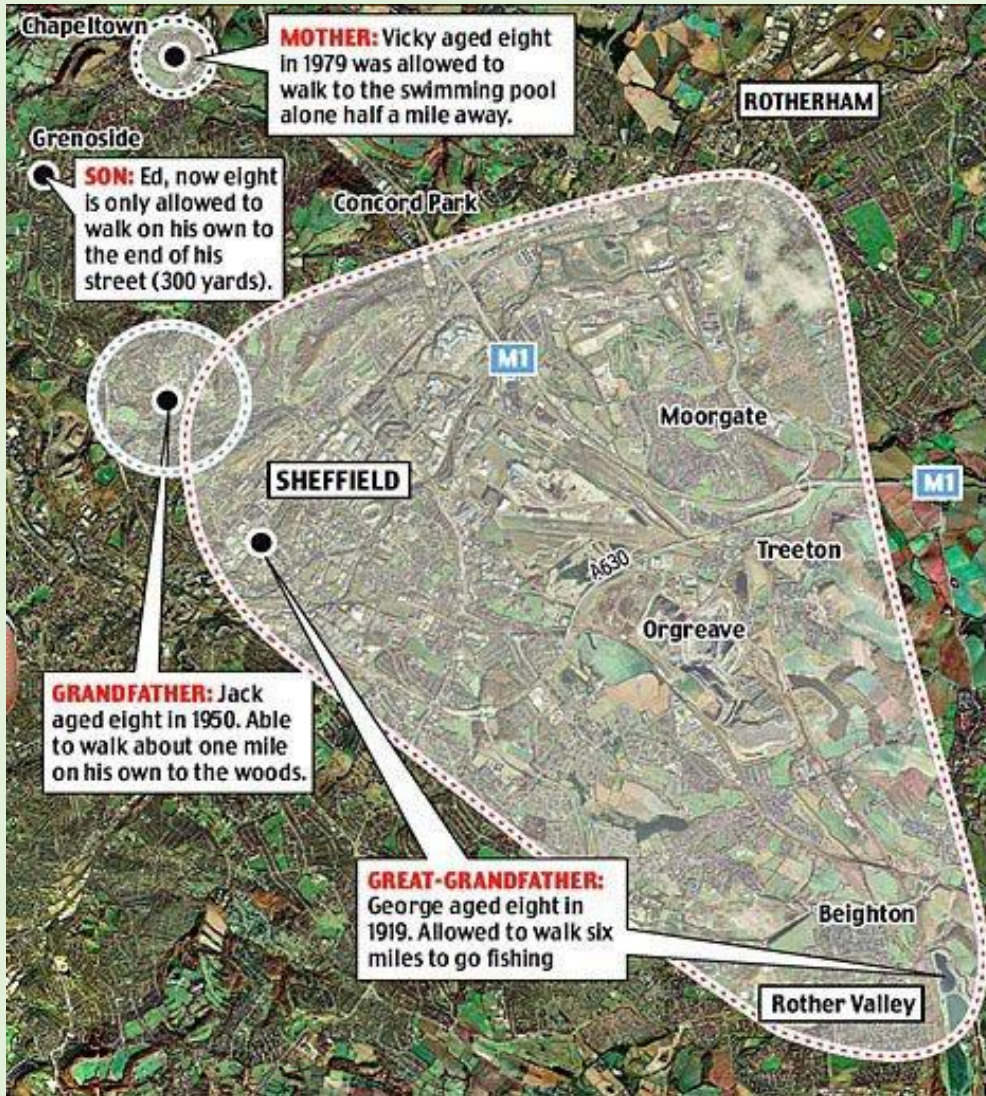 Chapeltown
MOTHER: Vicky aged eight
in 1979 was allowed to
walk to the swimming pool
alone half a mile away.
ROTHERHAM
Grenoside
SON: Ed, now eight
is only allowed to
walk on his own to
the end of his
street (300 yards).
Concord Park
M1
Moorgate
SHEFFIELD
M1
Treeton
A630
Orgreave
GRANDFATHER: Jack
aged eight in 1950. Able
to walk about one mile
on his own to the woods.
GREAT-GRANDFATHER:
George aged eight in
1919. Allowed to walk six
miles to go fishing
Beighton
Rother Valley